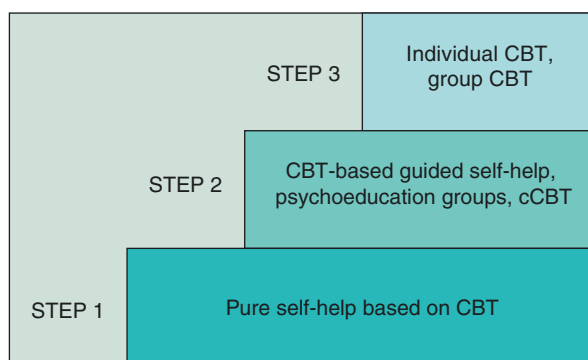 STEP 3
Individual CBT,
group CBT
STEP 2
CBT-based guided self-help,
psychoeducation groups, cCBT
STEP 1
Pure self-help based on CBT